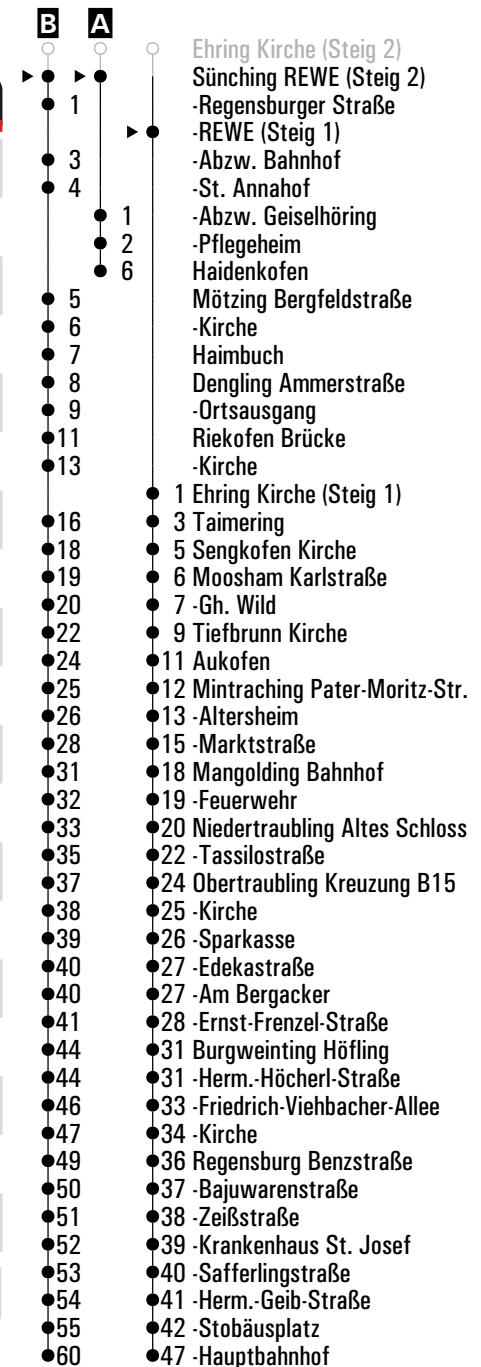 B A
Ehring Kirche (Steig 2)
Sünching REWE (Steig 2)
1 -Regensburger Straße
-REWE (Steig 1)
3 -Abzw. Bahnhof
4 -St. Annahof
1 -Abzw. Geiselhöring
2 -Pflegeheim
6 Haidenkofen
5 Mötzing Bergfeldstraße
6 -Kirche
7 Haimbuch
8 Dengling Ammerstraße
9 -Ortsausgang
11 Riekofen Brücke
13 -Kirche
1 Ehring Kirche (Steig 1)
16 3 Taimering
18 5 Sengkofen Kirche
19 6 Moosham Karlstraße
20 7 -Gh. Wild
22 9 Tiefbrunn Kirche
24 11 Aukofen
25 12 Mintraching Pater-Moritz-Str.
26 13 -Altersheim
28 15 -Marktstraße
31 18 Mangolding Bahnhof
32 19 -Feuerwehr
33 20 Niedertraubling Altes Schloss
35 22 -Tassilostraße
37 24 Obertraubling Kreuzung B15
38 25 -Kirche
39 26 -Sparkasse
40 27 -Edekastraße
40 27 -Am Bergacker
41 28 -Ernst-Frenzel-Straße
44 31 Burgweinting Höfling
44 31 -Herm.-Höcherl-Straße
46 33 -Friedrich-Viehbacher-Allee
47 34 -Kirche
49 36 Regensburg Benzstraße
50 37 -Bajuwarenstraße
51 38 -Zeißstraße
52 39 -Krankenhaus St. Josef
53 40 -Safferlingstraße
54 41 -Herm.-Geib-Straße
55 42 -Stobäusplatz
60 47 -Hauptbahnhof